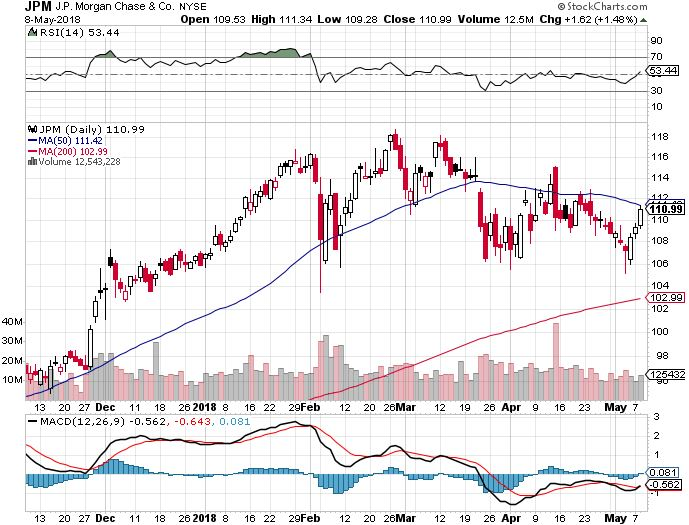 JPM J.P. Morgan Chase & Co. NYSE © StockCharts.com
8-May-2018 Open 109.53 High 111.34 Low 109.28 Close 110.99 Volume 12.5M Chg +1.62 (+1.48%)
RSI(14) 53.44
90
70
53.44
30
10
JPM (Daily) 110.99
MA(50) 111.42
MA(200) 102.99
Volume 12,543,228
118
116
114
112
110.99
110
108
106
104
102.99
102
100
98
125432
90
40M
30M
20M
10M
13 20 27 Dec 11 18 26 2018 8 16 22 29 Feb 12 20 26 Mar 12 19 26 Apr 9 16 23 May 7
MACD(12,26,9) -0.562, -0.643, 0.081
3
2
1
0.081
-0.562
13 20 27 Dec 11 18 26 2018 8 16 22 29 Feb 12 20 26 Mar 12 19 26 Apr 9 16 23 May 7